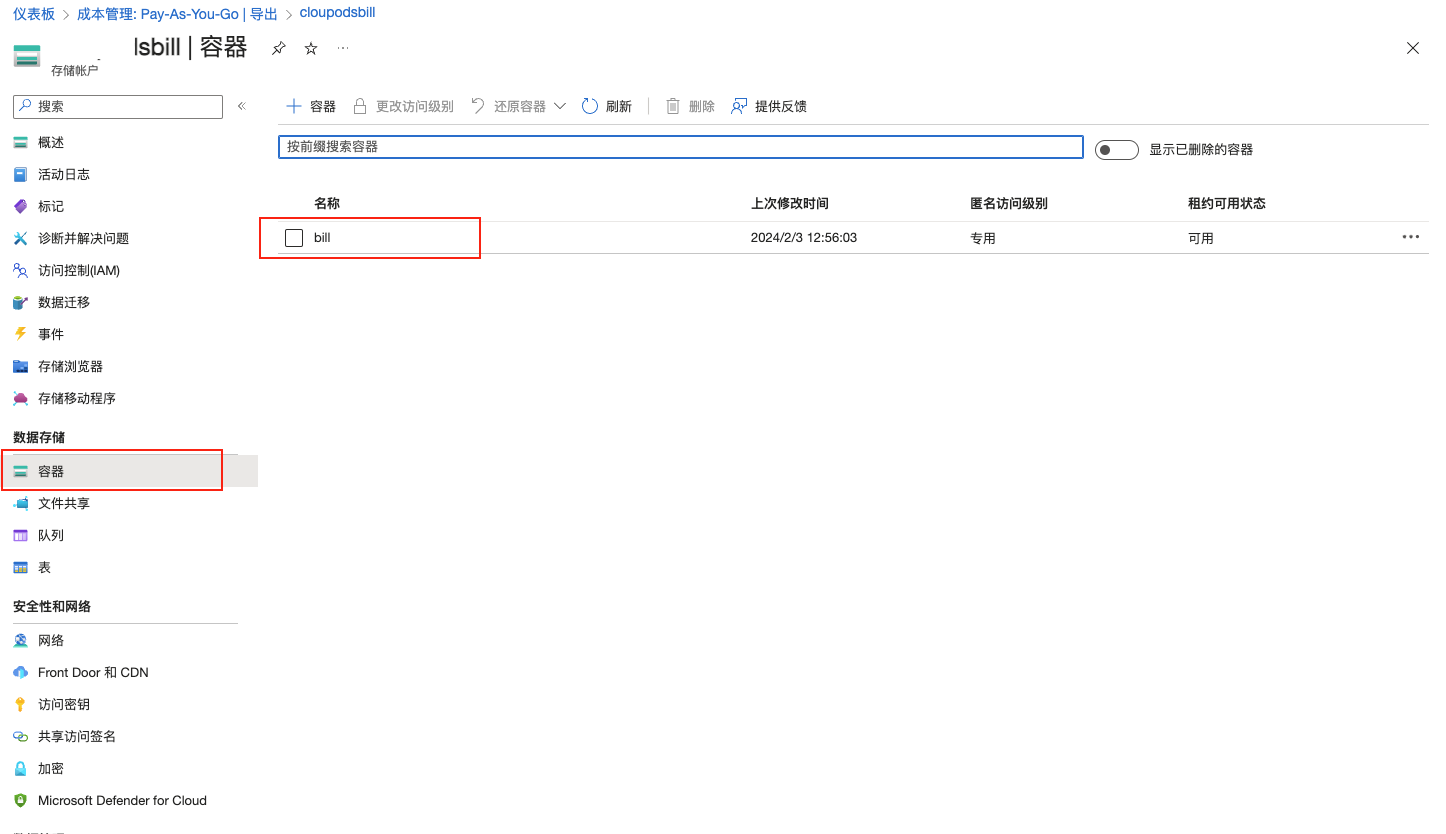 仪表板 > 成本管理: Pay-As-You-Go | 导出 > cloupodsbill
lsbill | 容器
存储帐户
搜索
概述
活动日志
标记
诊断并解决问题
访问控制(IAM)
数据迁移
事件
存储浏览器
存储移动程序
数据存储
容器
文件共享
队列
表
安全性和网络
网络
Front Door 和 CDN
访问密钥
共享访问签名
加密
Microsoft Defender for Cloud
容器 更改访问级别 还原容器 刷新 删除 提供反馈
按前缀搜索容器 显示已删除的容器
名称 上次修改时间 匿名访问级别 租约可用状态
bill 2024/2/3 12:56:03 专用 可用